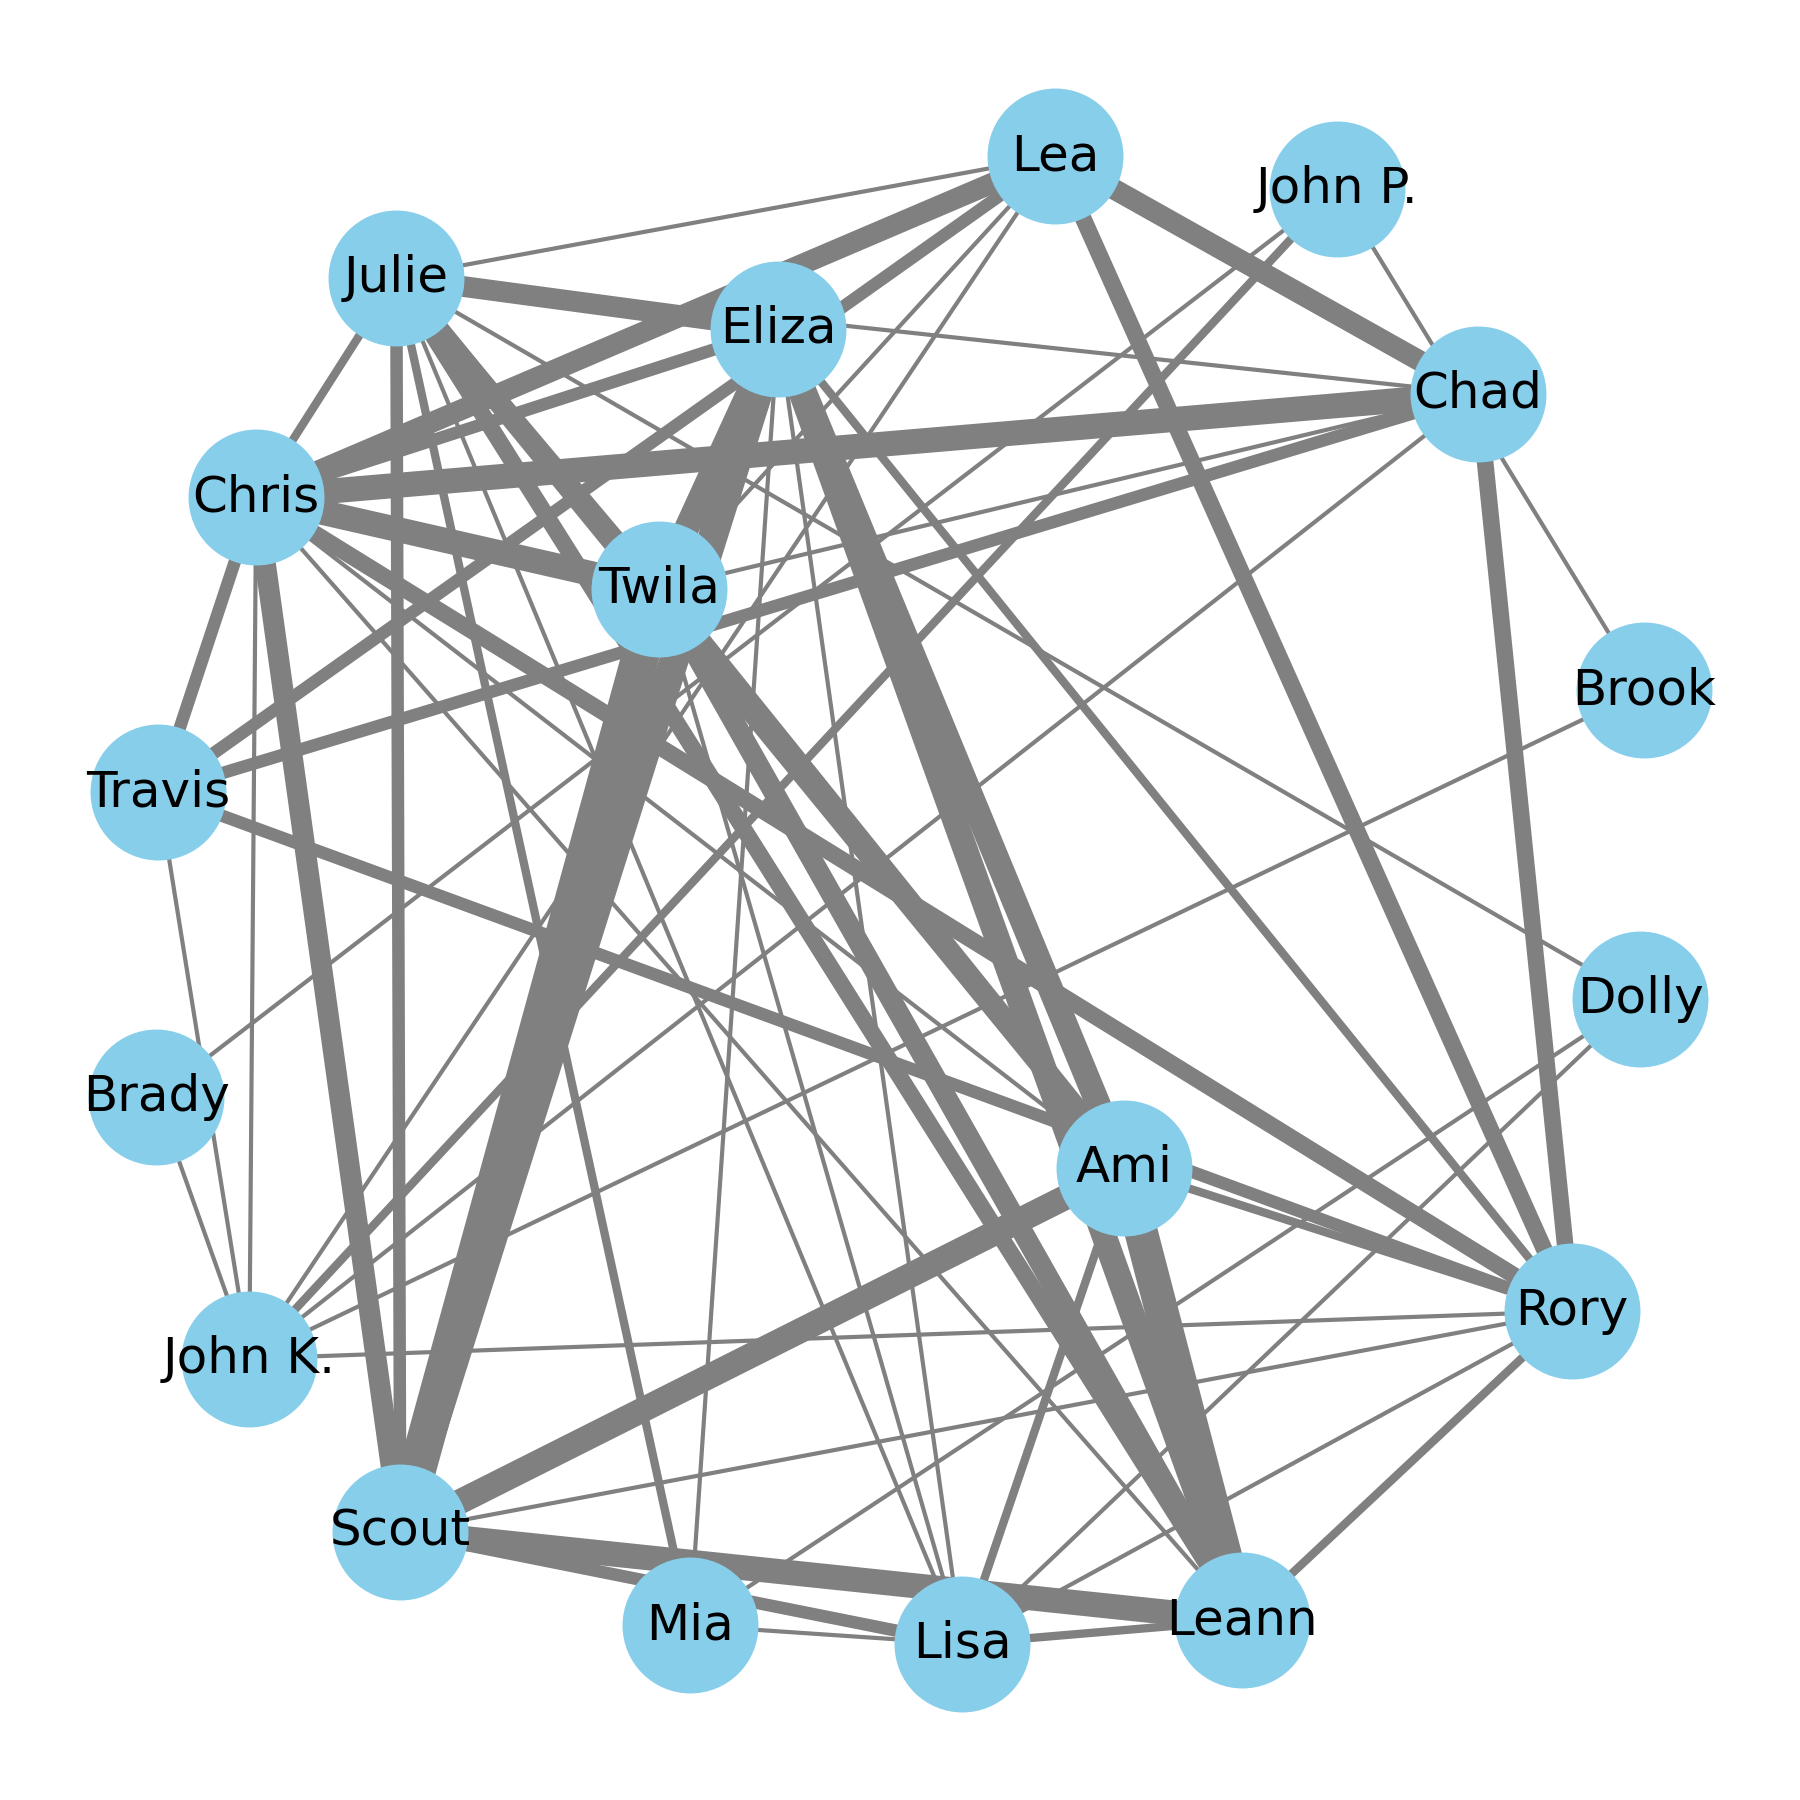 Lea
John P.
Julie
Eliza
Chad
Chris
Twila
Brook
Travis
Dolly
Brady
Ami
Rory
John K.
Scout
Mia
Lisa
Leann